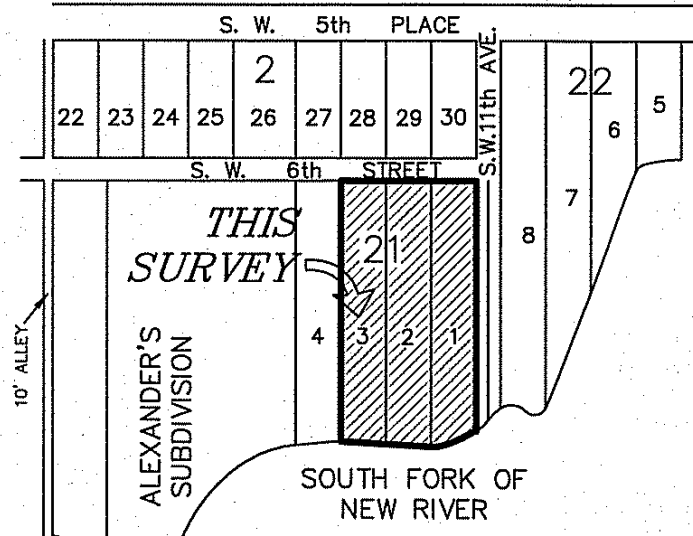 S. W. 5th PLACE
2
22
22 23 24 25 26 27 28 29 30
5
6
S.W.11th AVE.
S. W. 6th STREET
7
8
THIS
SURVEY
21
4 3 2 1
10' ALLEY
ALEXANDER'S
SUBDIVISION
SOUTH FORK OF
NEW RIVER